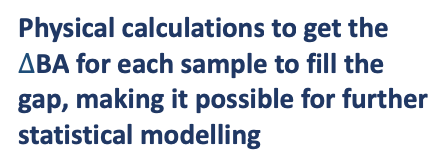 Physical calculations to get the
ΔBA for each sample to fill the
gap, making it possible for further
statistical modelling